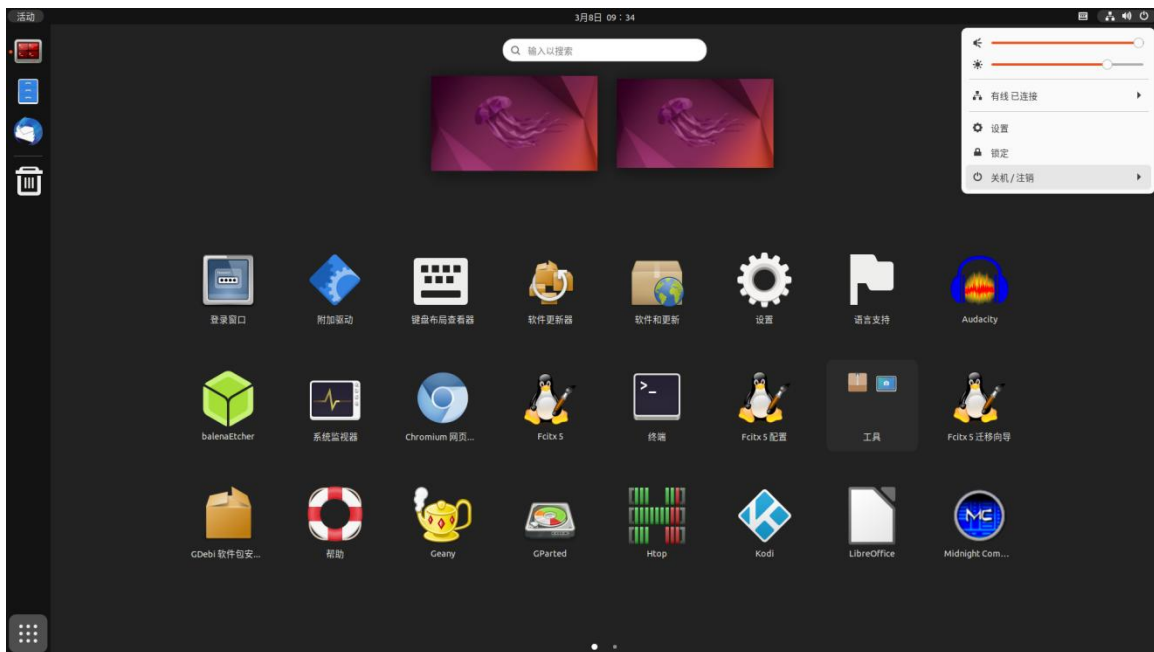 活动
3月8日 09：34
输入以搜索
有线 已连接
设置
锁定
关机/注销
登录窗口
附加驱动
键盘布局查看器
软件更新器
软件和更新
设置
语言支持
Audacity
balenaEtcher
系统监视器
Chromium 网页...
Fcitx 5
终端
Fcitx 5 配置
工具
Fcitx 5 迁移向导
GDebi 软件包安...
帮助
Geany
GParted
Htop
Kodi
LibreOffice
Midnight Com...